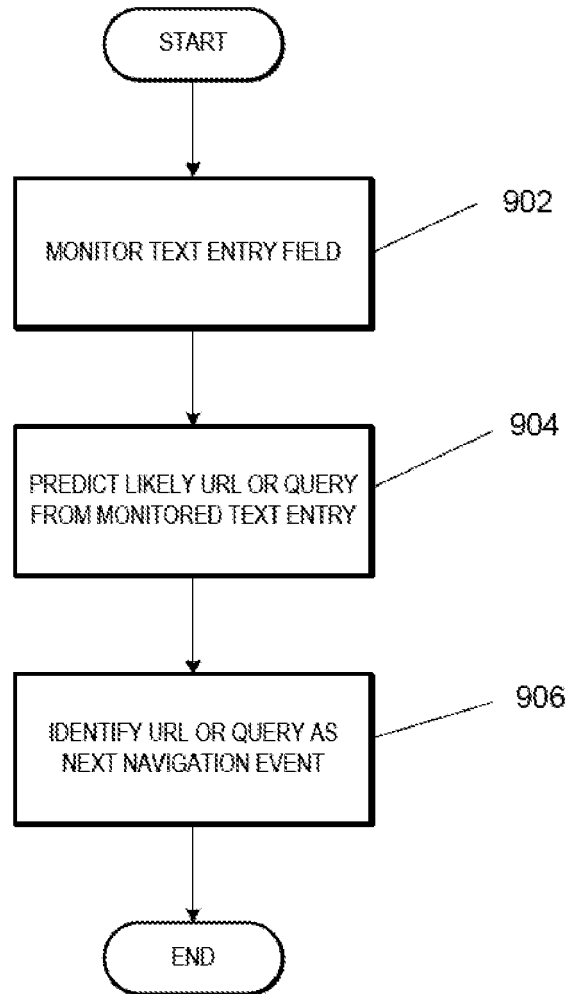 START
902
MONITOR TEXT ENTRY FIELD
904
PREDICT LIKELY URL OR QUERY
FROM MONITORED TEXT ENTRY
906
IDENTIFY URL OR QUERY AS
NEXT NAVIGATION EVENT
END